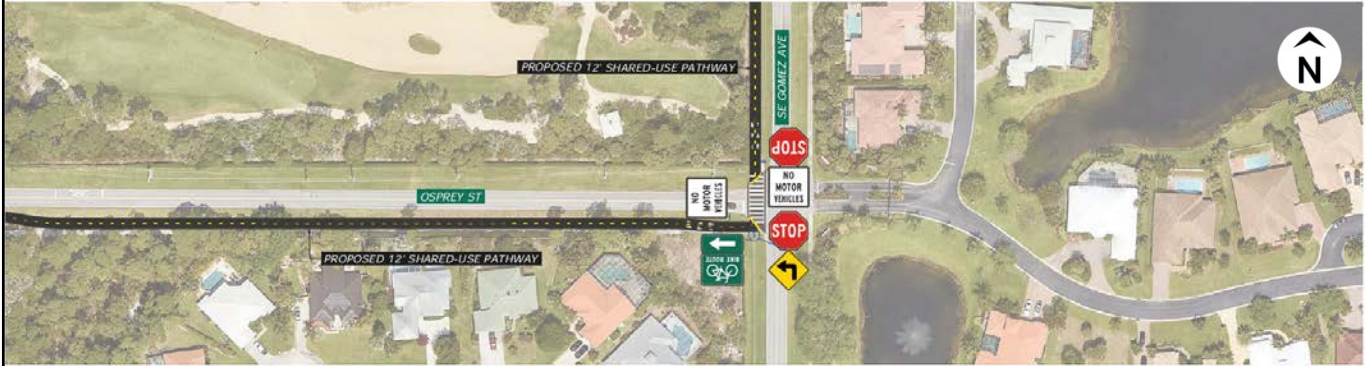 PROPOSED 12' SHARED-USE PATHWAY
SE GOMEZ AVE
N
STOP
NO
MOTOR
VEHICLES
NO
MOTOR
VEHICLES
OSPREY ST
STOP
BIKE ROUTE
PROPOSED 12' SHARED-USE PATHWAY